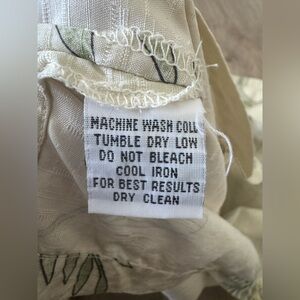 MACHINE WASH COLL
TUMBLE DRY LOW
DO NOT BLEACH
COOL IRON
FOR BEST RESULTS
DRY CLEAN